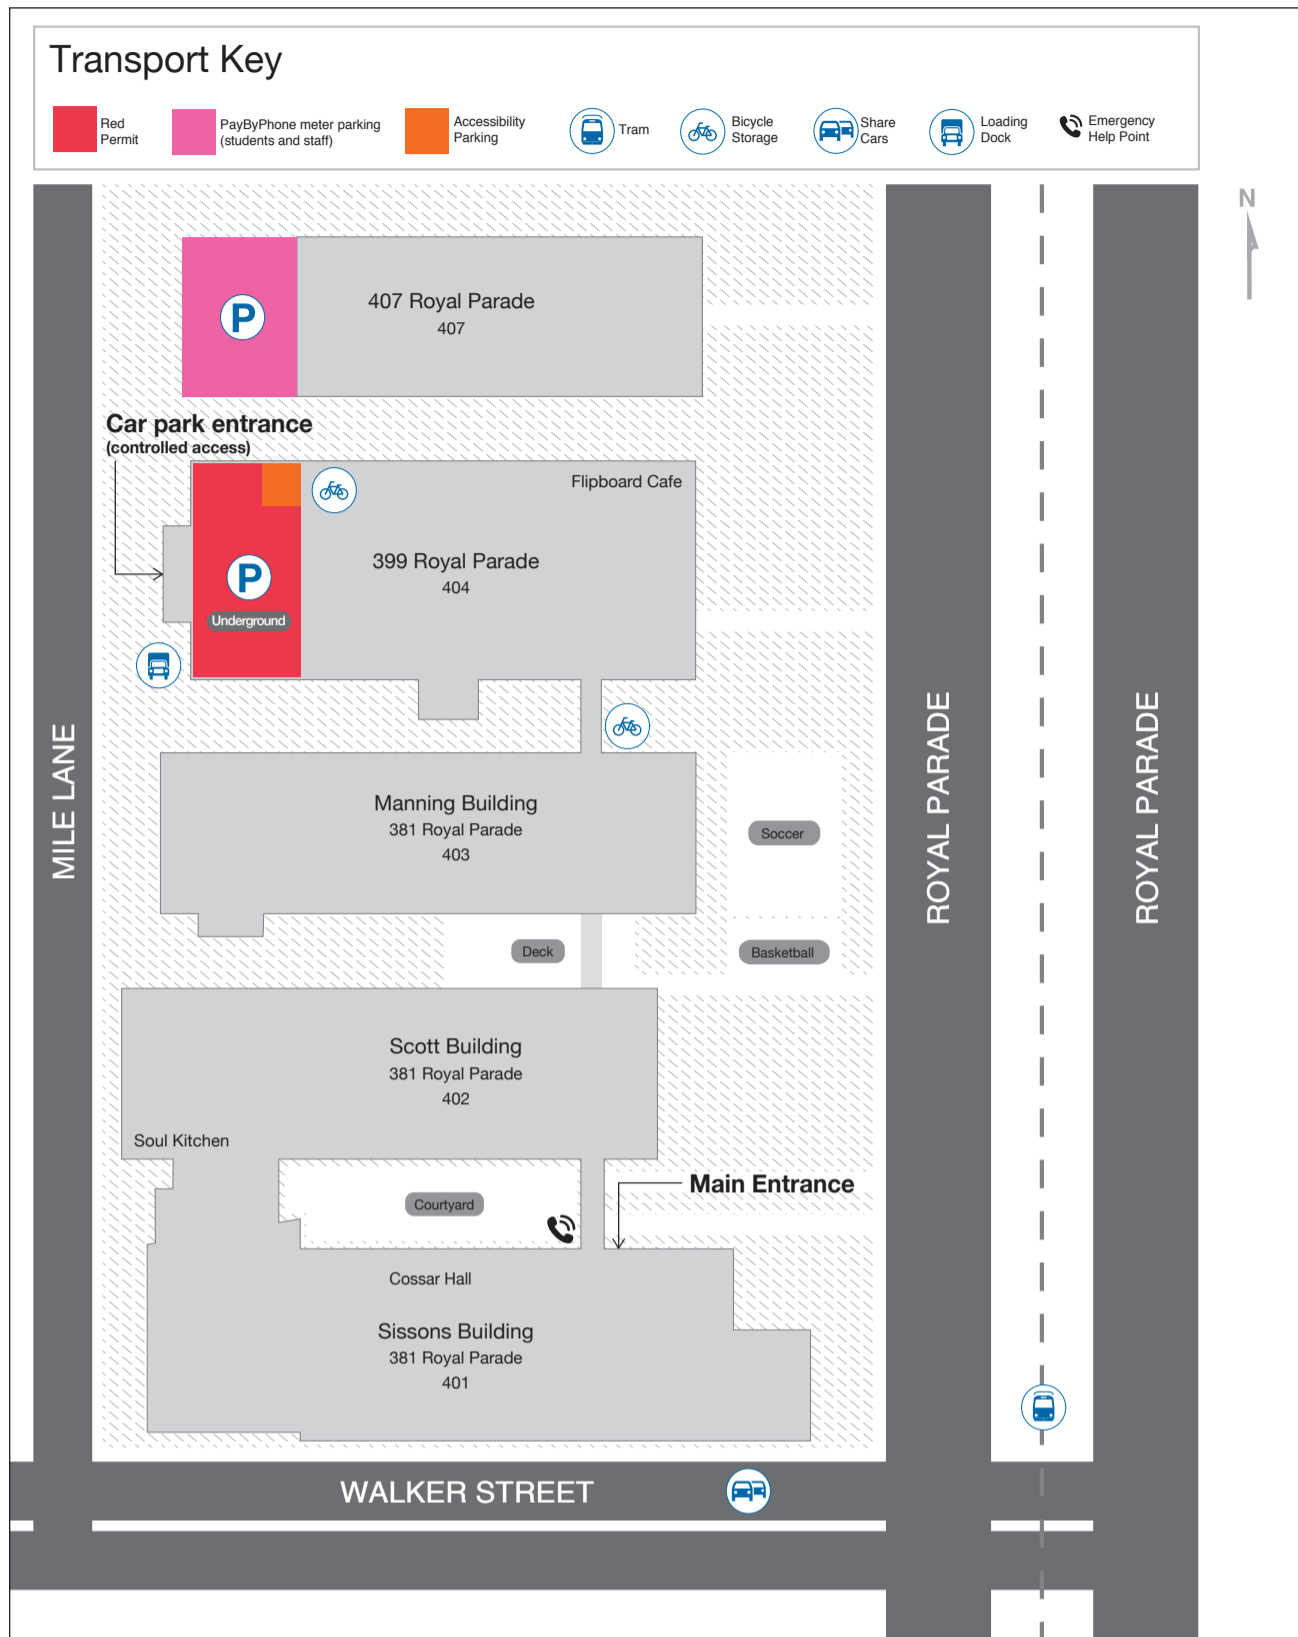 Transport Key
Red
Permit
PayByPhone meter parking
(students and staff)
Accessibility
Parking
Tram
Bicycle
Storage
Share
Cars
Loading
Dock
Emergency
Help Point
N
407 Royal Parade
407
P
Car park entrance
(controlled access)
Flipboard Cafe
399 Royal Parade
404
P
Underground
MILE LANE
ROYAL PARADE
ROYAL PARADE
Manning Building
381 Royal Parade
403
Soccer
Deck
Basketball
Scott Building
381 Royal Parade
402
Soul Kitchen
Main Entrance
Courtyard
Cossar Hall
Sissons Building
381 Royal Parade
401
WALKER STREET